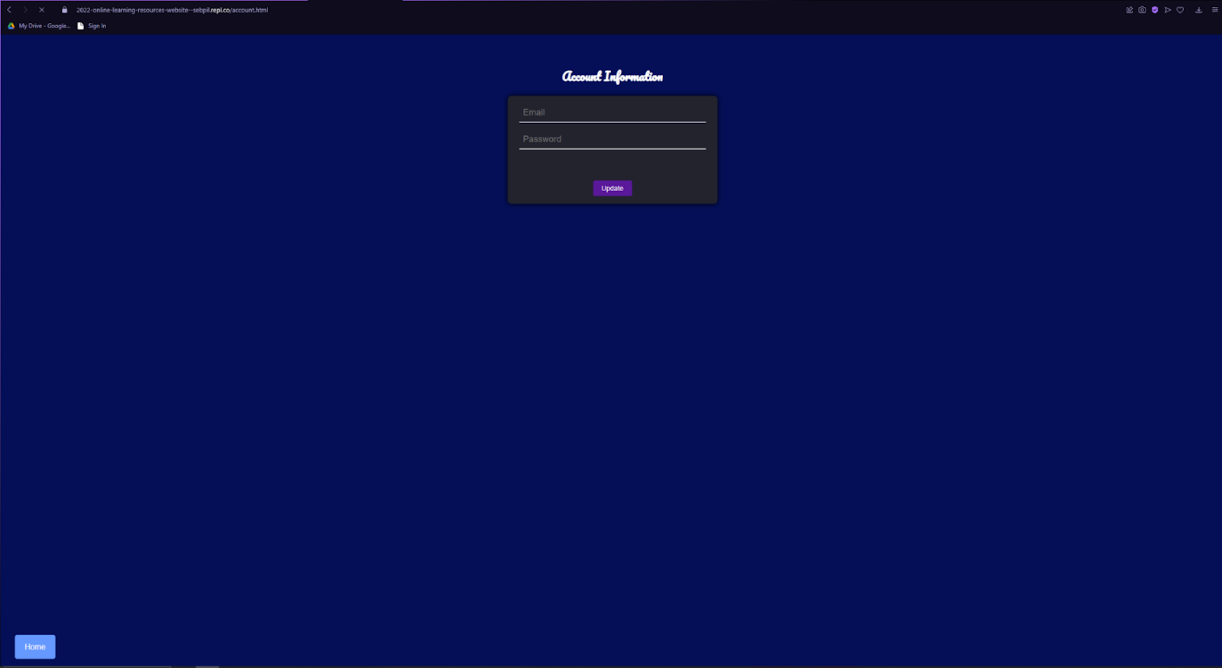 2022-online-learning-resources-website--sebpil.repl.co/account.html
My Drive - Google... Sign In
Account Information
Email
Password
Update
Home